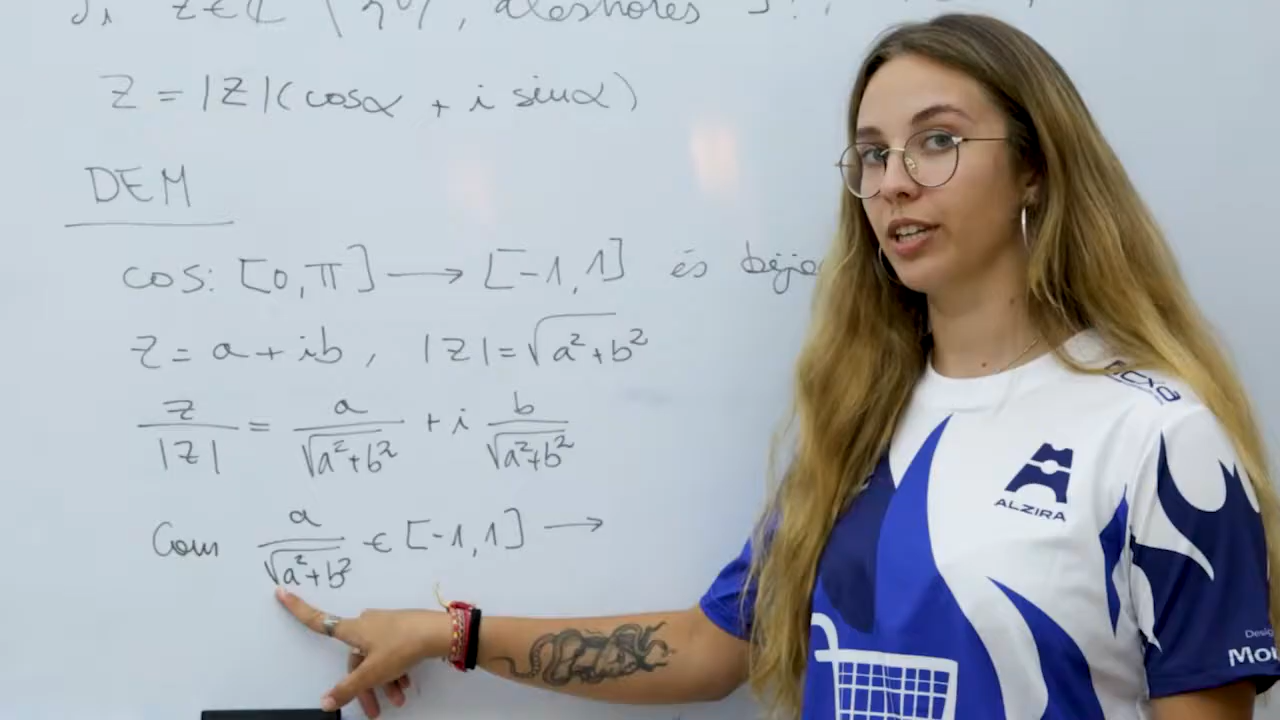 z = |z|(cosα + i sinα)
DEM
cos: [0,π] → [-1,1] és bije
z = a+ib, |z| = √a²+b²
z/|z| = a/√a²+b² + i b/√a²+b²
Com a/√a²+b² ∈ [-1,1] →
ALZIRA